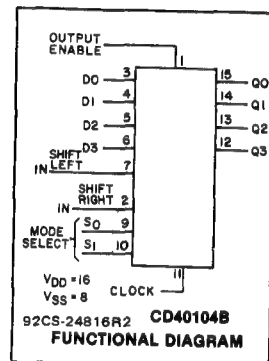 OUTPUT
ENABLE
1
D0 3 15 Q0
D1 4 14 Q1
D2 5 13 Q2
D3 6 12 Q3
SHIFT
LEFT
IN 7
SHIFT
RIGHT
IN 2
MODE
SELECT
S0 9
S1 10
VDD = 16
VSS = 8
CLOCK 11
CD40104B
92CS-24816R2
FUNCTIONAL DIAGRAM